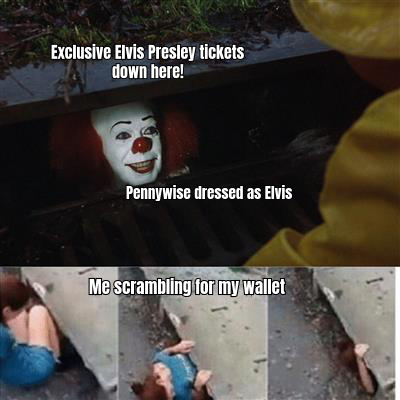 Exclusive Elvis Presley tickets
down here!
Pennywise dressed as Elvis
Me scrambling for my wallet